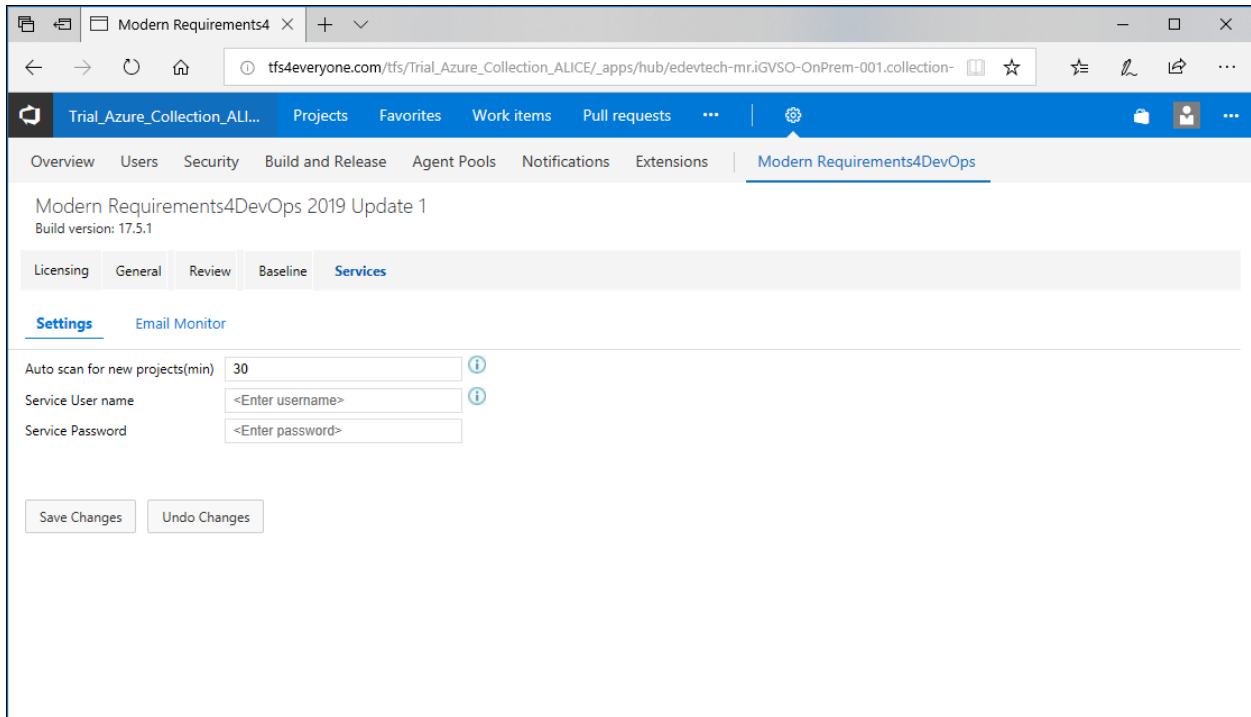 Modern Requirements4
tfs4everyone.com/tfs/Trial_Azure_Collection_ALICE/_apps/hub/edevtech-mr.iGVSO-OnPrem-001.collection-
Trial_Azure_Collection_ALI... Projects Favorites Work items Pull requests ...
Overview Users Security Build and Release Agent Pools Notifications Extensions Modern Requirements4DevOps
Modern Requirements4DevOps 2019 Update 1
Build version: 17.5.1
Licensing General Review Baseline Services
Settings Email Monitor
Auto scan for new projects(min) 30
Service User name <Enter username>
Service Password <Enter password>
Save Changes Undo Changes